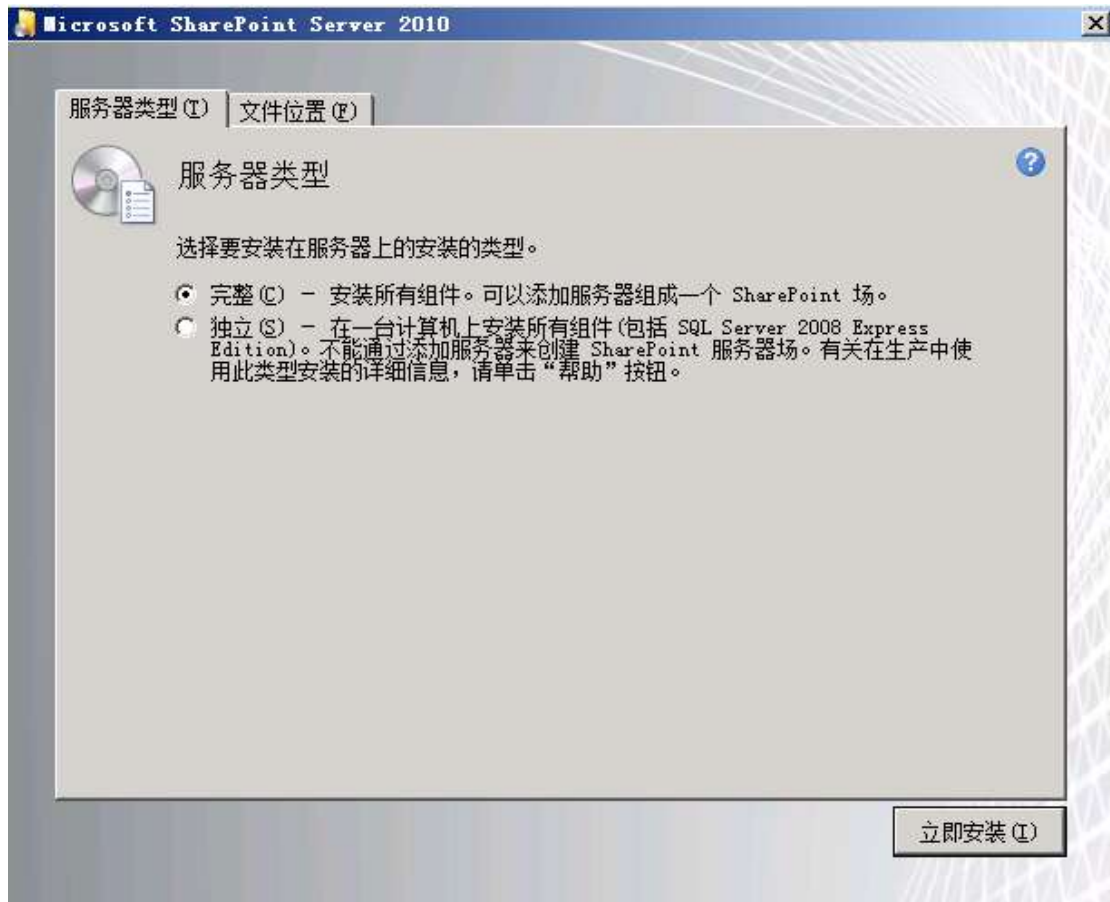 Microsoft SharePoint Server 2010
服务器类型(T) 文件位置(F)
服务器类型
选择要安装在服务器上的安装的类型。
完整(C) - 安装所有组件。可以添加服务器组成一个 SharePoint 场。
独立(S) - 在一台计算机上安装所有组件(包括 SQL Server 2008 Express
Edition)。不能通过添加服务器来创建 SharePoint 服务器场。有关在生产中使
用此类型安装的详细信息，请单击“帮助”按钮。
立即安装(I)